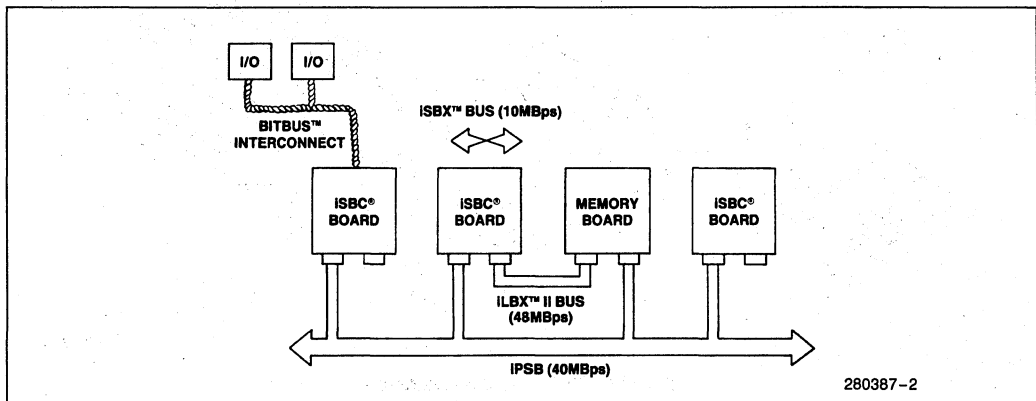 I/O I/O
BITBUS™
INTERCONNECT
iSBX™ BUS (10MBps)
iSBC®
BOARD
iSBC®
BOARD
MEMORY
BOARD
iSBC®
BOARD
iLBX™ II BUS
(48MBps)
iPSB (40MBps)
280387–2